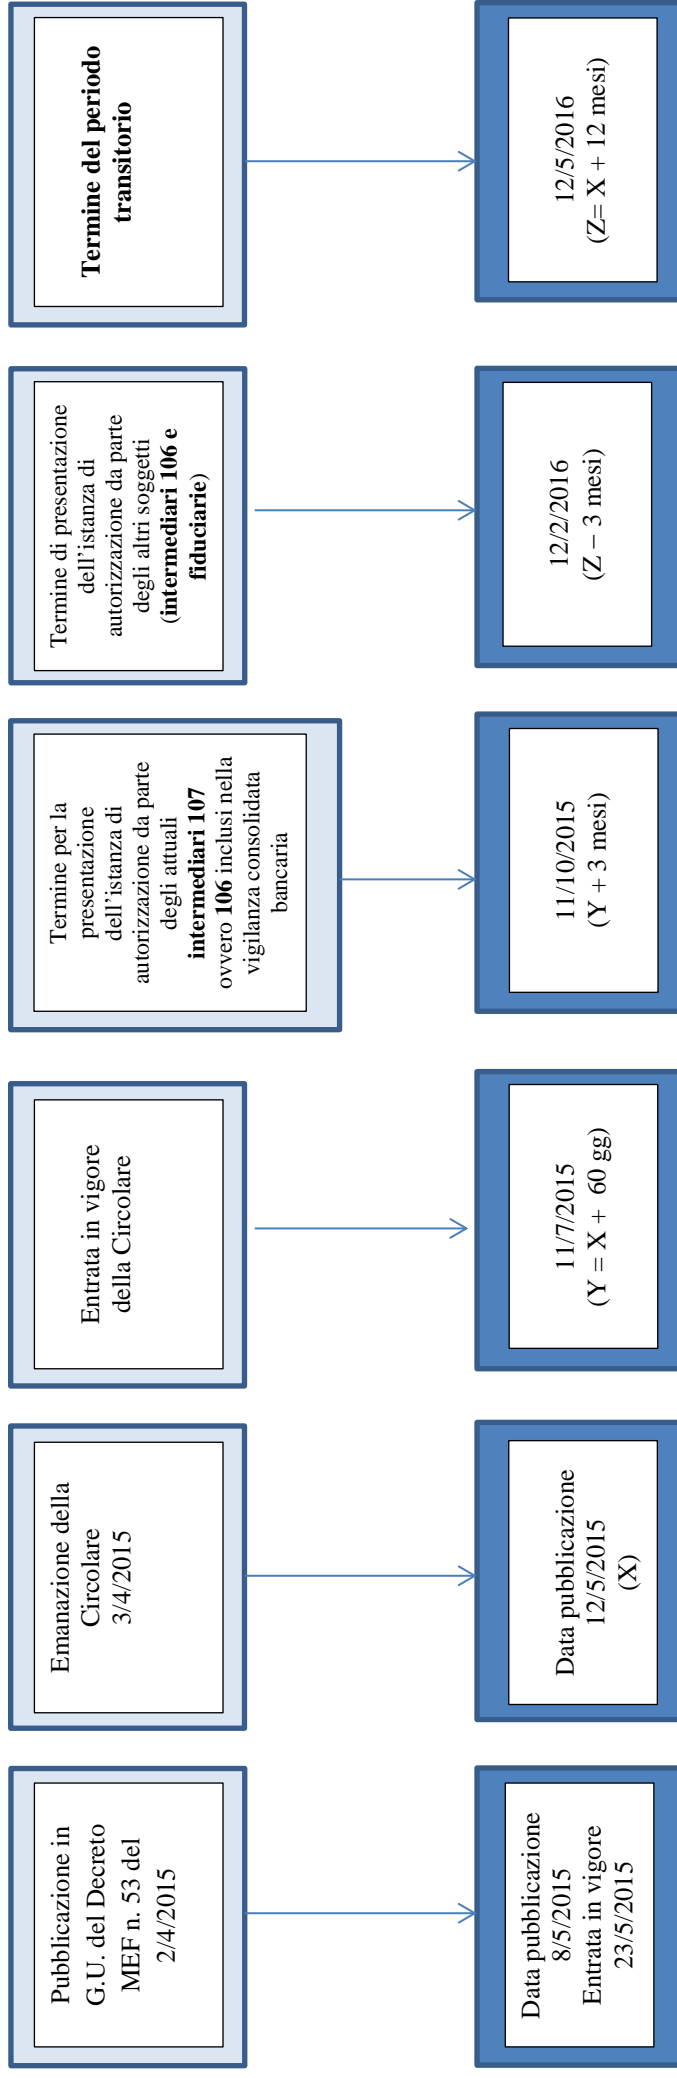 Pubblicazione in
G.U. del Decreto
MEF n. 53 del
2/4/2015
Data pubblicazione
8/5/2015
Entrata in vigore
23/5/2015
Emanazione della
Circolare
3/4/2015
Data pubblicazione
12/5/2015
(X)
Entrata in vigore
della Circolare
11/7/2015
(Y = X + 60 gg)
Termine per la
presentazione
dell’istanza di
autorizzazione da parte
degli attuali
intermediari 107
ovvero 106 inclusi nella
vigilanza consolidata
bancaria
11/10/2015
(Y + 3 mesi)
Termine di presentazione
dell’istanza di
autorizzazione da parte
degli altri soggetti
(intermediari 106 e
fiduciarie)
12/2/2016
(Z – 3 mesi)
Termine del periodo
transitorio
12/5/2016
(Z= X + 12 mesi)